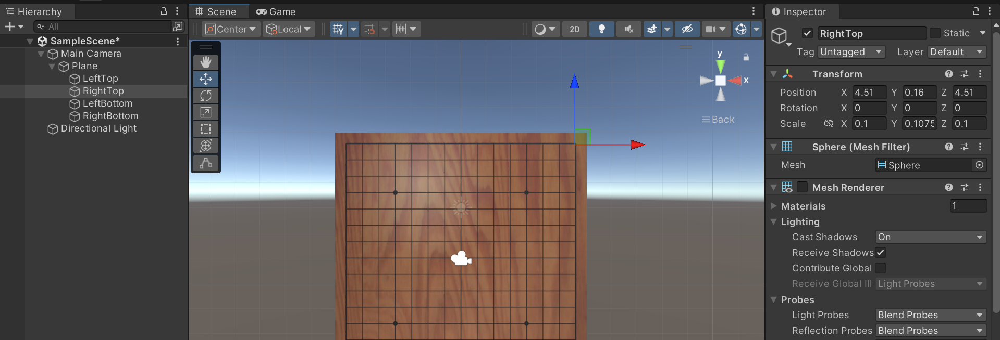 Hierarchy
All
SampleScene*
Main Camera
Plane
LeftTop
RightTop
LeftBottom
RightBottom
Directional Light
Scene
Game
Center
Local
2D
y
x
Back
Inspector
RightTop
Static
Tag Untagged Layer Default
Transform
Position X 4.51 Y 0.16 Z 4.51
Rotation X 0 Y 0 Z 0
Scale X 0.1 Y 0.1075 Z 0.1
Sphere (Mesh Filter)
Mesh Sphere
Mesh Renderer
Materials 1
Lighting
Cast Shadows On
Receive Shadows
Contribute Global
Receive Global Illu Light Probes
Probes
Light Probes Blend Probes
Reflection Probes Blend Probes